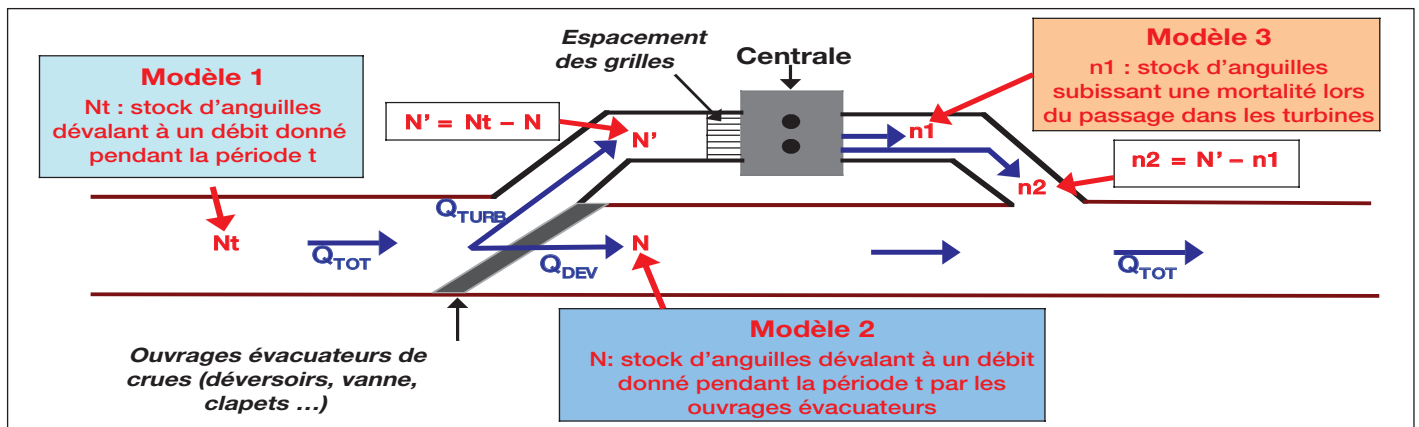 Modèle 1
Nt : stock d'anguilles
dévalant à un débit donné
pendant la période t
Espacement
des grilles
Centrale
Modèle 3
n1 : stock d'anguilles
subissant une mortalité lors
du passage dans les turbines
N' = Nt – N
N'
n1
n2 = N' – n1
n2
Nt
QTOT
QTURB
QDEV
N
QTOT
Ouvrages évacuateurs de
crues (déversoirs, vanne,
clapets ...)
Modèle 2
N: stock d'anguilles dévalant à un débit
donné pendant la période t par les
ouvrages évacuateurs